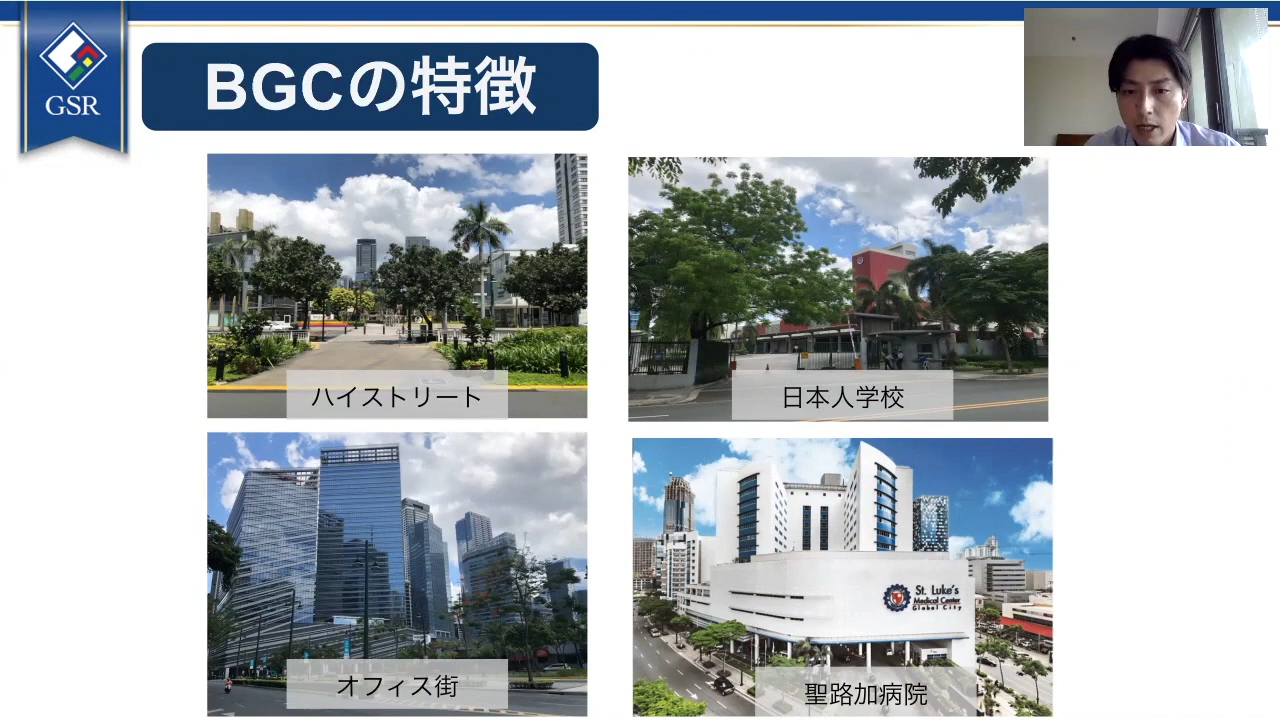 GSR
BGCの特徴
ハイストリート
日本人学校
オフィス街
St. Luke's
Medical Center
Global City
聖路加病院